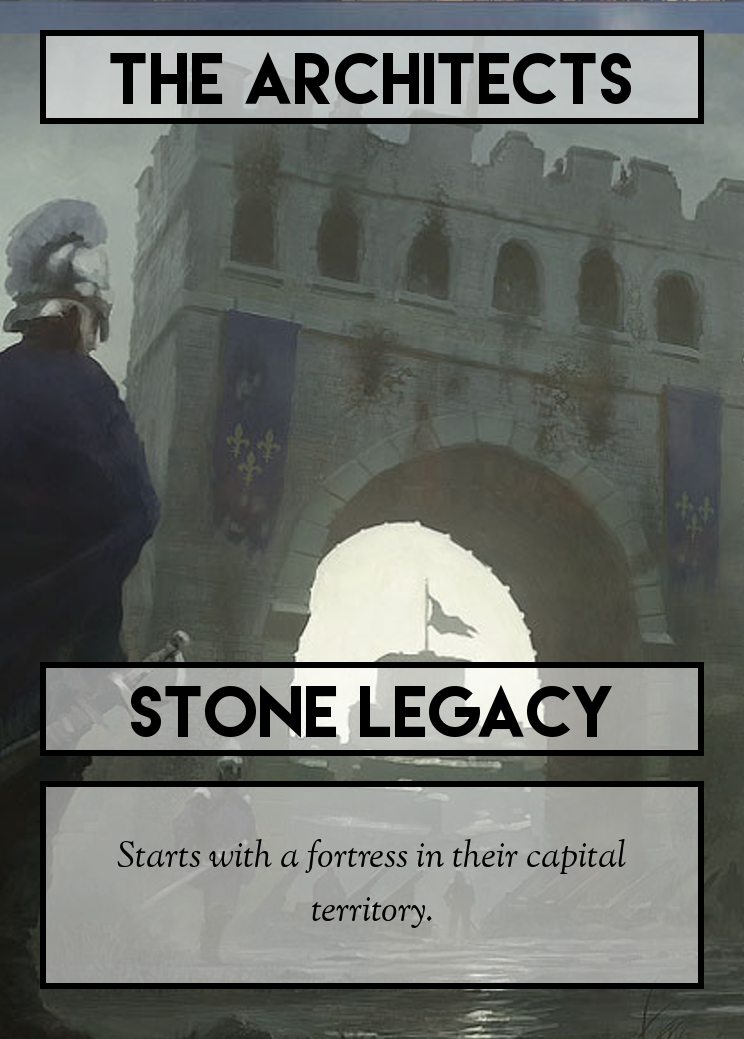 THE ARCHITECTS
STONE LEGACY
Starts with a fortress in their capital
territory.